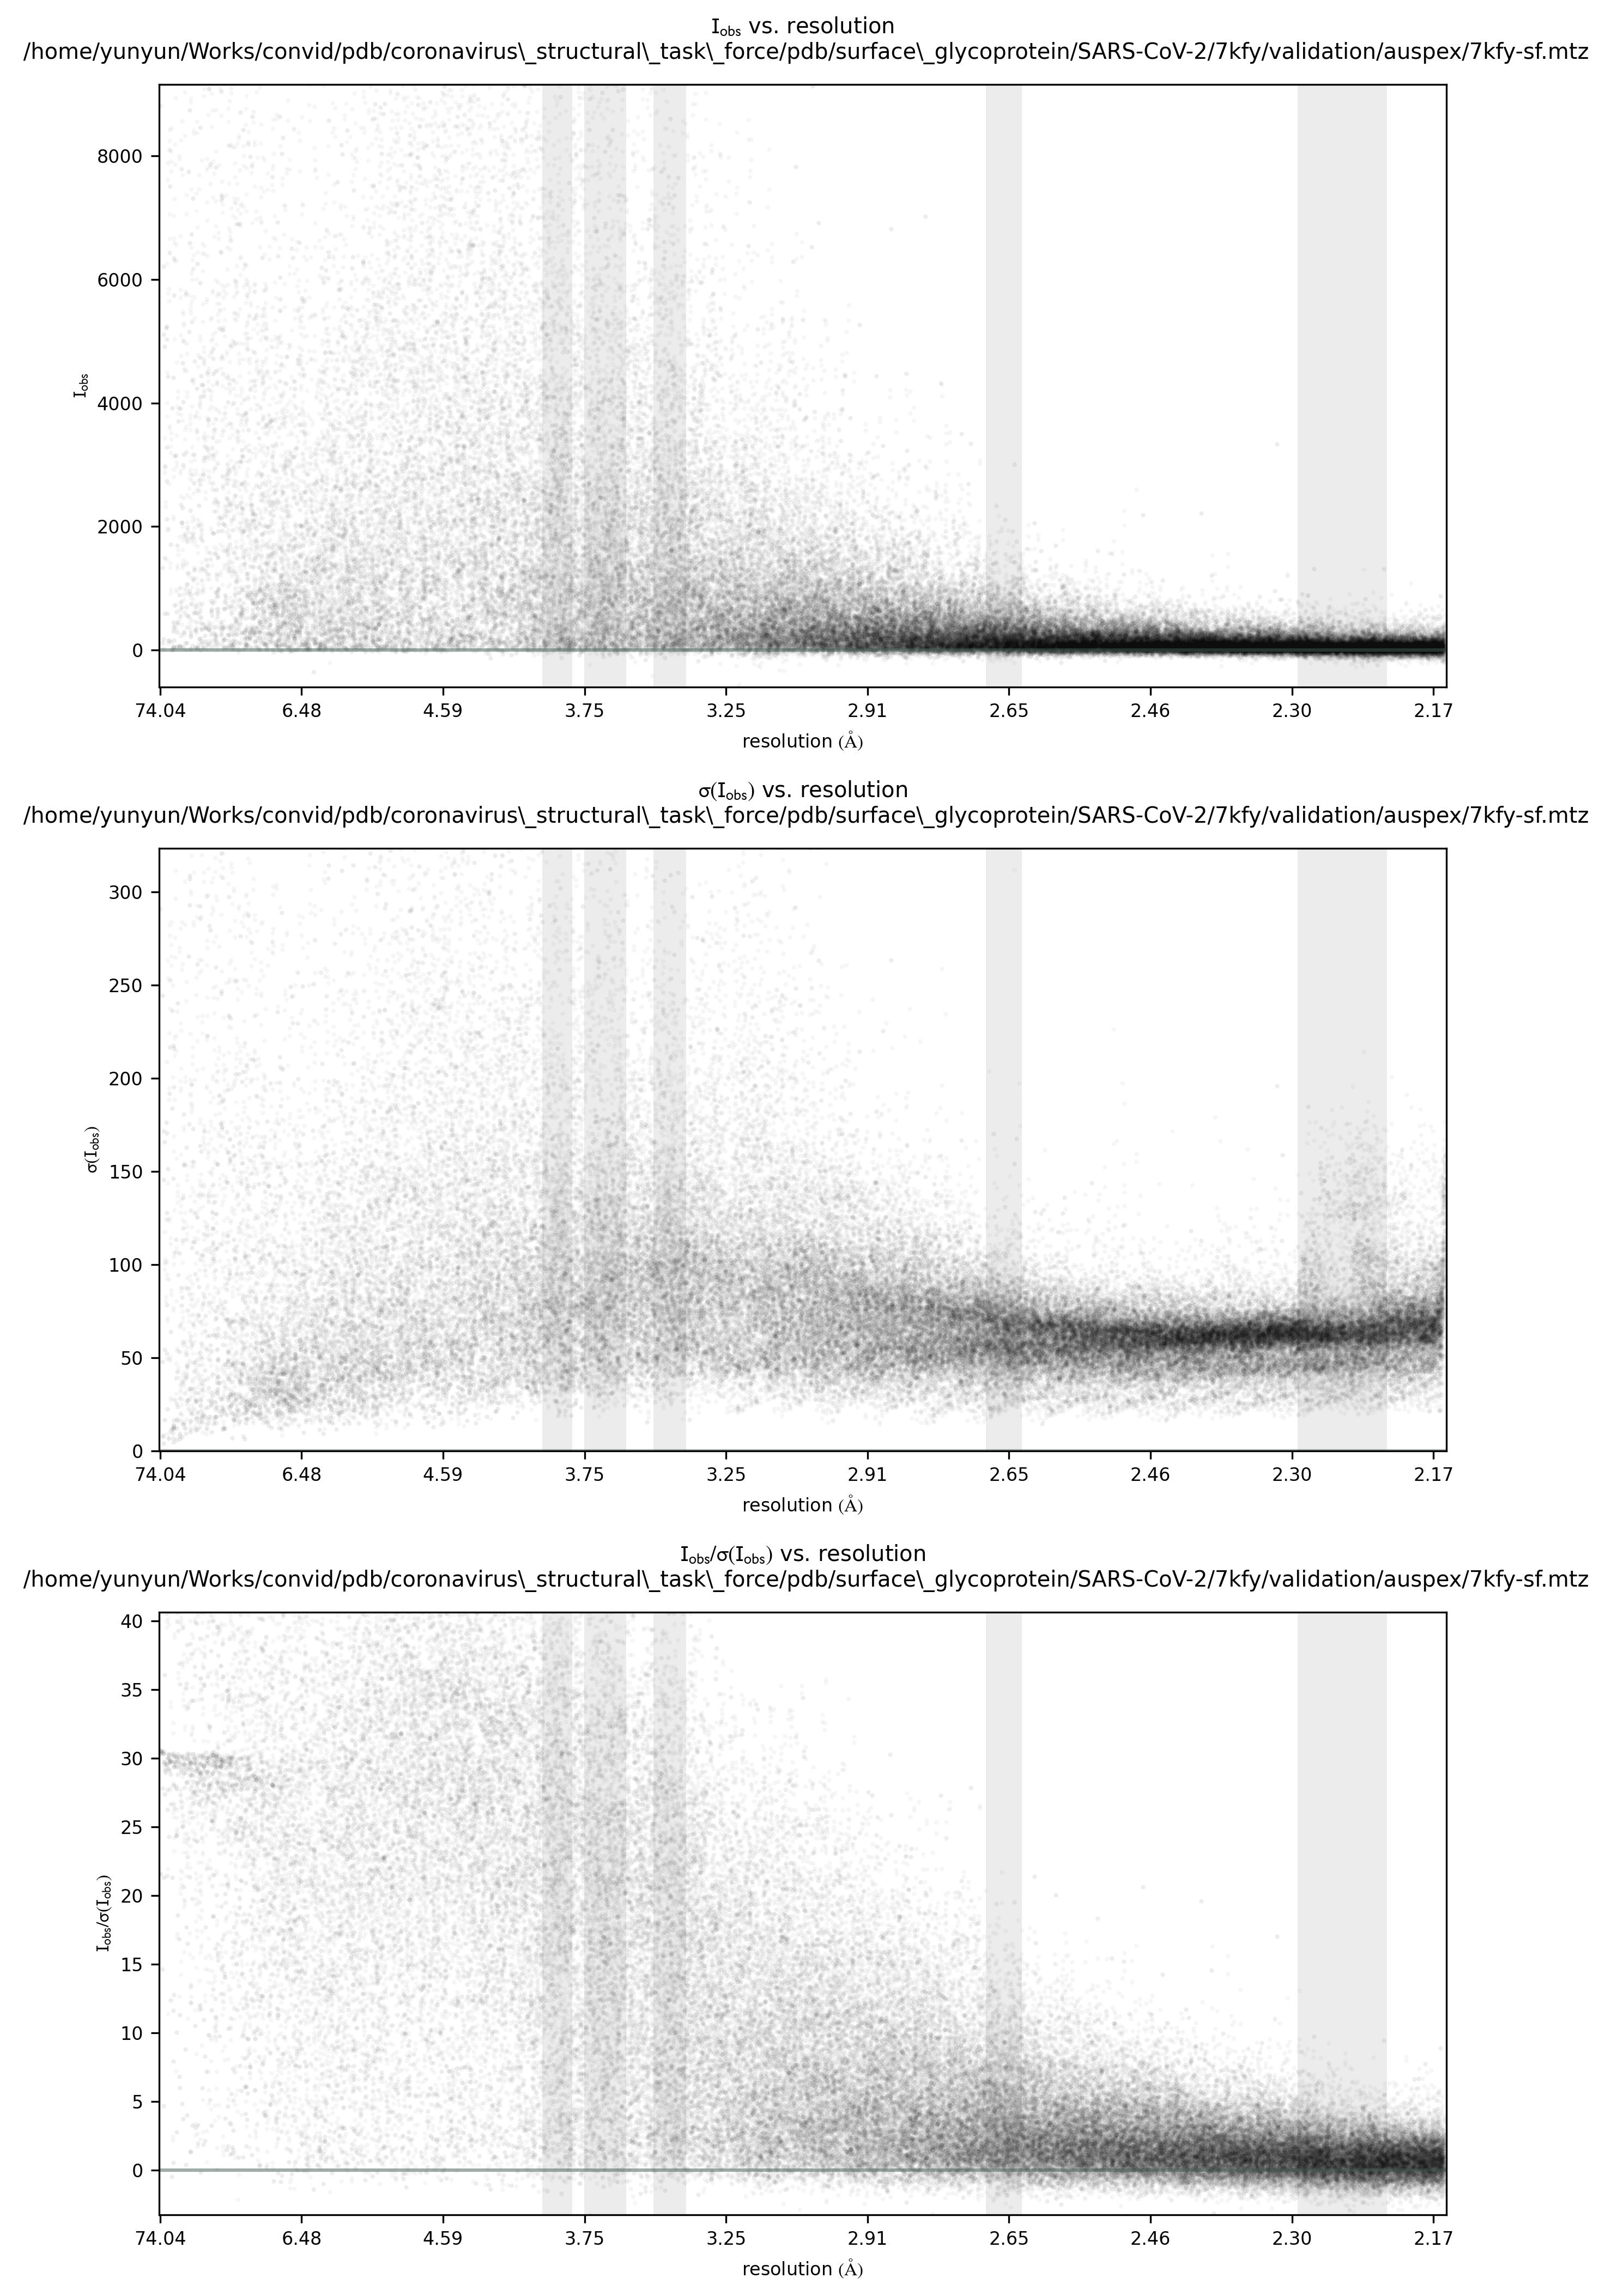 I_obs vs. resolution
/home/yunyun/Works/convid/pdb/coronavirus\_structural\_task\_force/pdb/surface\_glycoprotein/SARS-CoV-2/7kfy/validation/auspex/7kfy-sf.mtz
8000
6000
4000
2000
0
I_obs
74.04 6.48 4.59 3.75 3.25 2.91 2.65 2.46 2.30 2.17
resolution (Å)
σ(I_obs) vs. resolution
/home/yunyun/Works/convid/pdb/coronavirus\_structural\_task\_force/pdb/surface\_glycoprotein/SARS-CoV-2/7kfy/validation/auspex/7kfy-sf.mtz
300
250
200
150
100
50
0
σ(I_obs)
74.04 6.48 4.59 3.75 3.25 2.91 2.65 2.46 2.30 2.17
resolution (Å)
I_obs/σ(I_obs) vs. resolution
/home/yunyun/Works/convid/pdb/coronavirus\_structural\_task\_force/pdb/surface\_glycoprotein/SARS-CoV-2/7kfy/validation/auspex/7kfy-sf.mtz
40
35
30
25
20
15
10
5
0
I_obs/σ(I_obs)
74.04 6.48 4.59 3.75 3.25 2.91 2.65 2.46 2.30 2.17
resolution (Å)